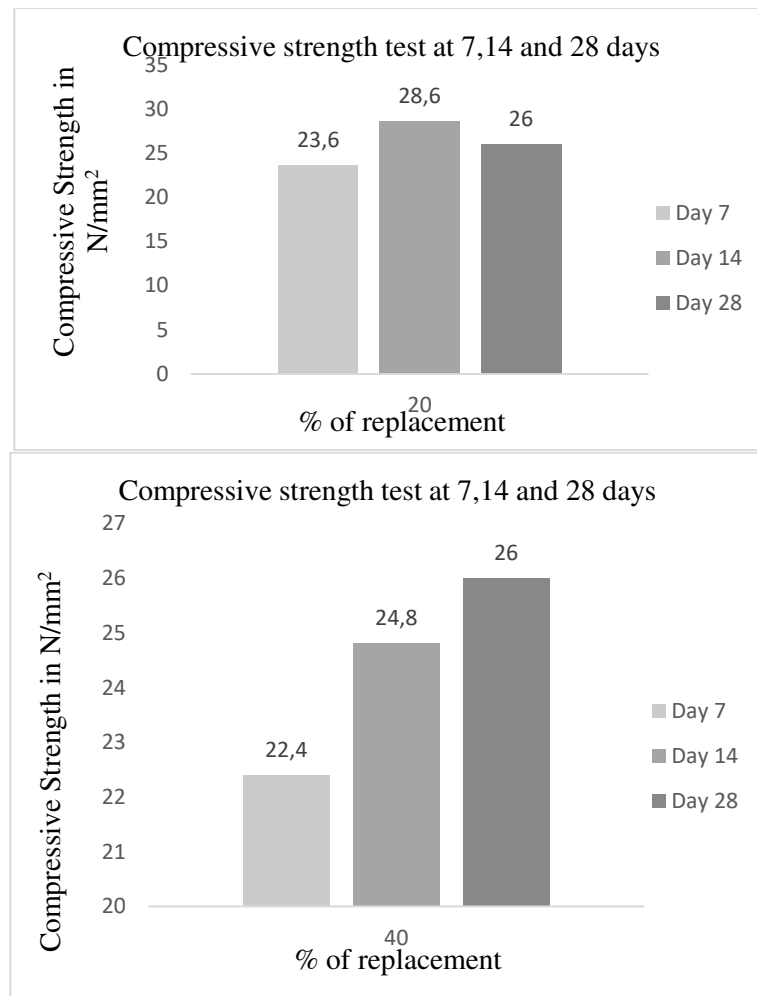 Compressive strength test at 7,14 and 28 days
Compressive Strength in
N/mm²
35
30
25
20
15
10
5
0
23,6
28,6
26
Day 7
Day 14
Day 28
20
% of replacement
Compressive strength test at 7,14 and 28 days
Compressive Strength in N/mm²
27
26
25
24
23
22
21
20
22,4
24,8
26
Day 7
Day 14
Day 28
40
% of replacement